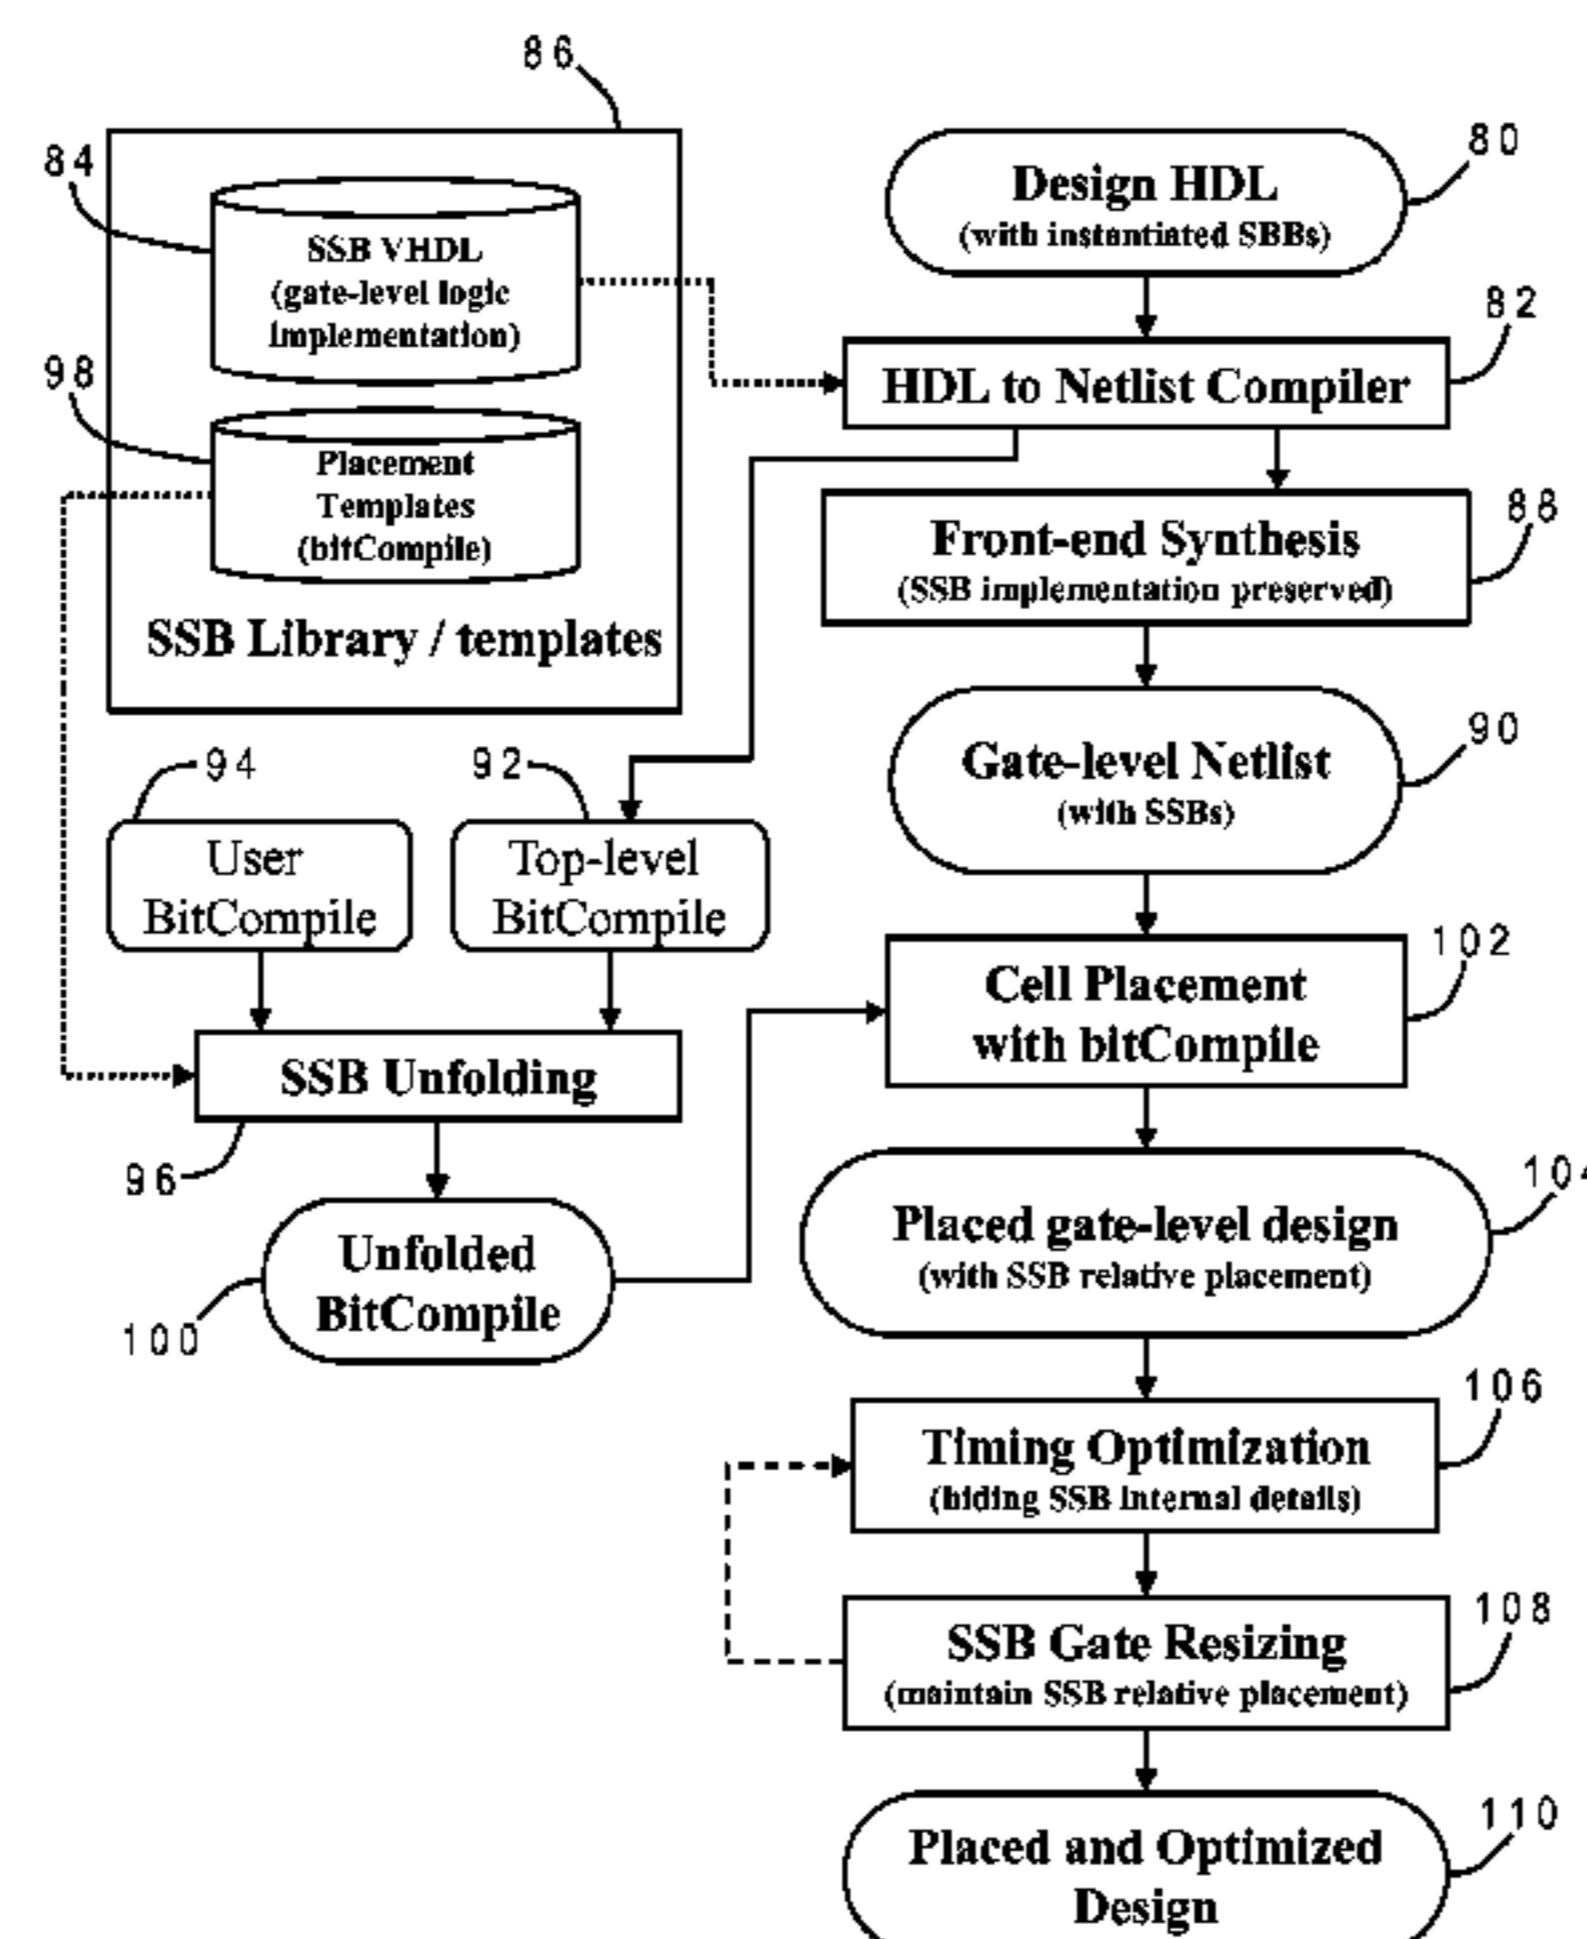 86
84
SSB VHDL
(gate-level logic
implementation)
98
Placement
Templates
(bitCompile)
SSB Library / templates
80
Design HDL
(with instantiated SBBs)
82
HDL to Netlist Compiler
88
Front-end Synthesis
(SSB implementation preserved)
90
Gate-level Netlist
(with SSBs)
94
92
User
BitCompile
Top-level
BitCompile
102
Cell Placement
with bitCompile
SSB Unfolding
96
Unfolded
BitCompile
100
104
Placed gate-level design
(with SSB relative placement)
106
Timing Optimization
(hiding SSB internal details)
108
SSB Gate Resizing
(maintain SSB relative placement)
110
Placed and Optimized
Design